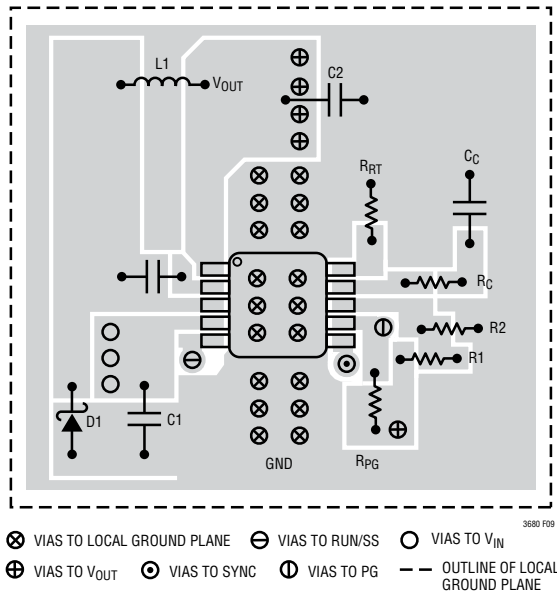 L1
VOUT
C2
RRT
CC
RC
R2
R1
D1
C1
GND
RPG
3680 F09
VIAS TO LOCAL GROUND PLANE
VIAS TO RUN/SS
VIAS TO VIN
VIAS TO VOUT
VIAS TO SYNC
VIAS TO PG
OUTLINE OF LOCAL
GROUND PLANE